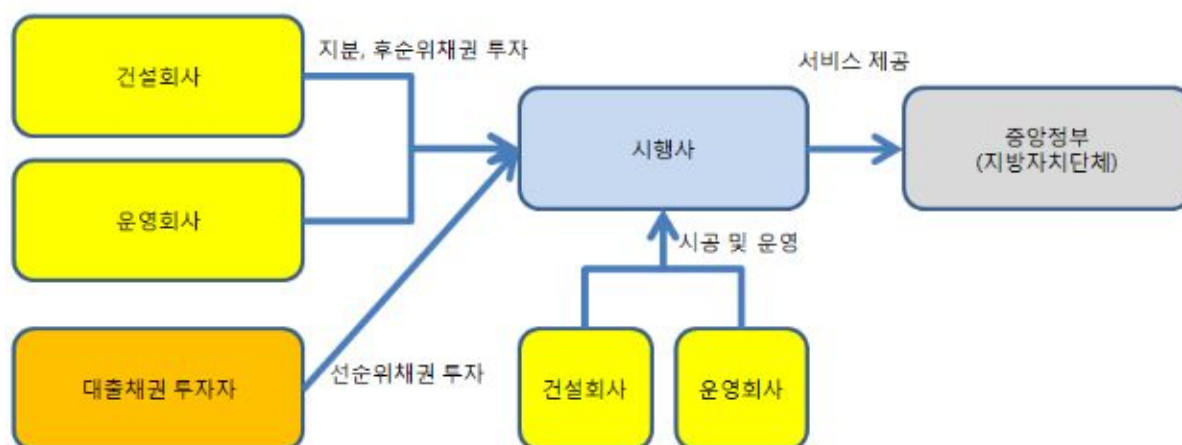 지분, 후순위채권 투자
건설회사
서비스 제공
시행사
중앙정부
(지방자치단체)
운영회사
시공 및 운영
대출채권 투자자
선순위채권 투자
건설회사
운영회사